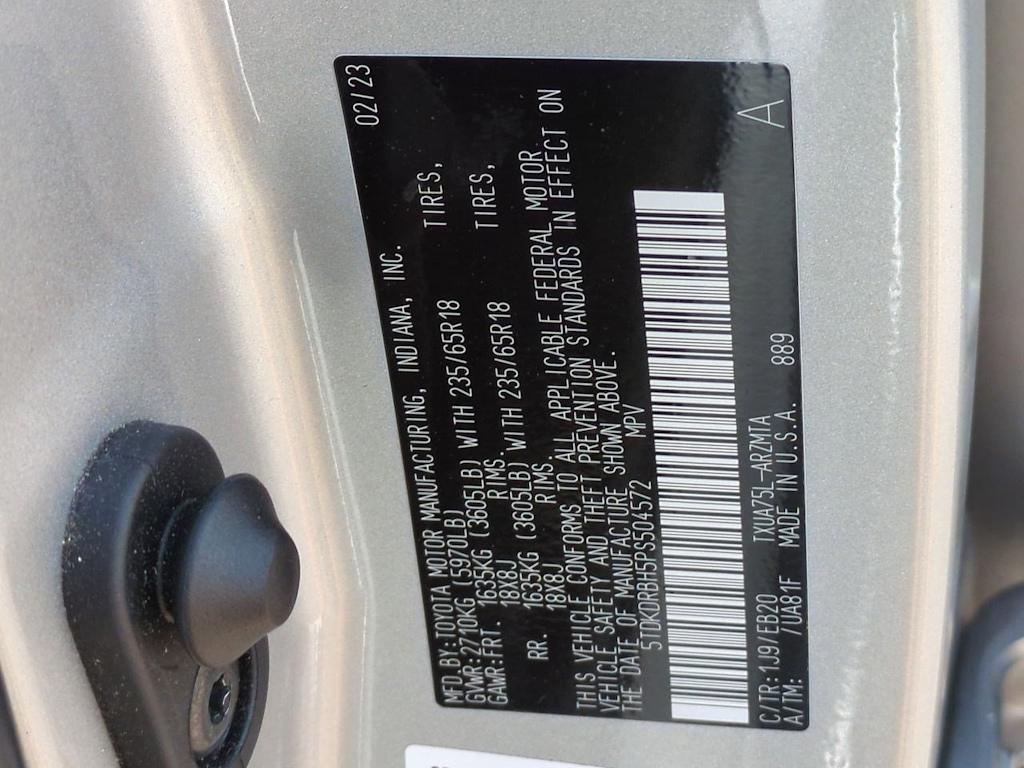 02/23
MFD.BY:TOYOTA MOTOR MANUFACTURING, INDIANA, INC.
GVWR:2710KG (5970LB)
GAWR:FRT. 1635KG (3605LB) WITH 235/65R18 TIRES,
18X8J RIMS.
RR. 1635KG (3605LB) WITH 235/65R18 TIRES,
18X8J RIMS.
THIS VEHICLE CONFORMS TO ALL APPLICABLE FEDERAL MOTOR
VEHICLE SAFETY AND THEFT PREVENTION STANDARDS IN EFFECT ON
THE DATE OF MANUFACTURE SHOWN ABOVE.
5TDKDRBH5PS504572 MPV
C/TR:1J9/EB20 TXUA75L-ARZMTA 889
A/TM: /UA81F MADE IN U.S.A.
A